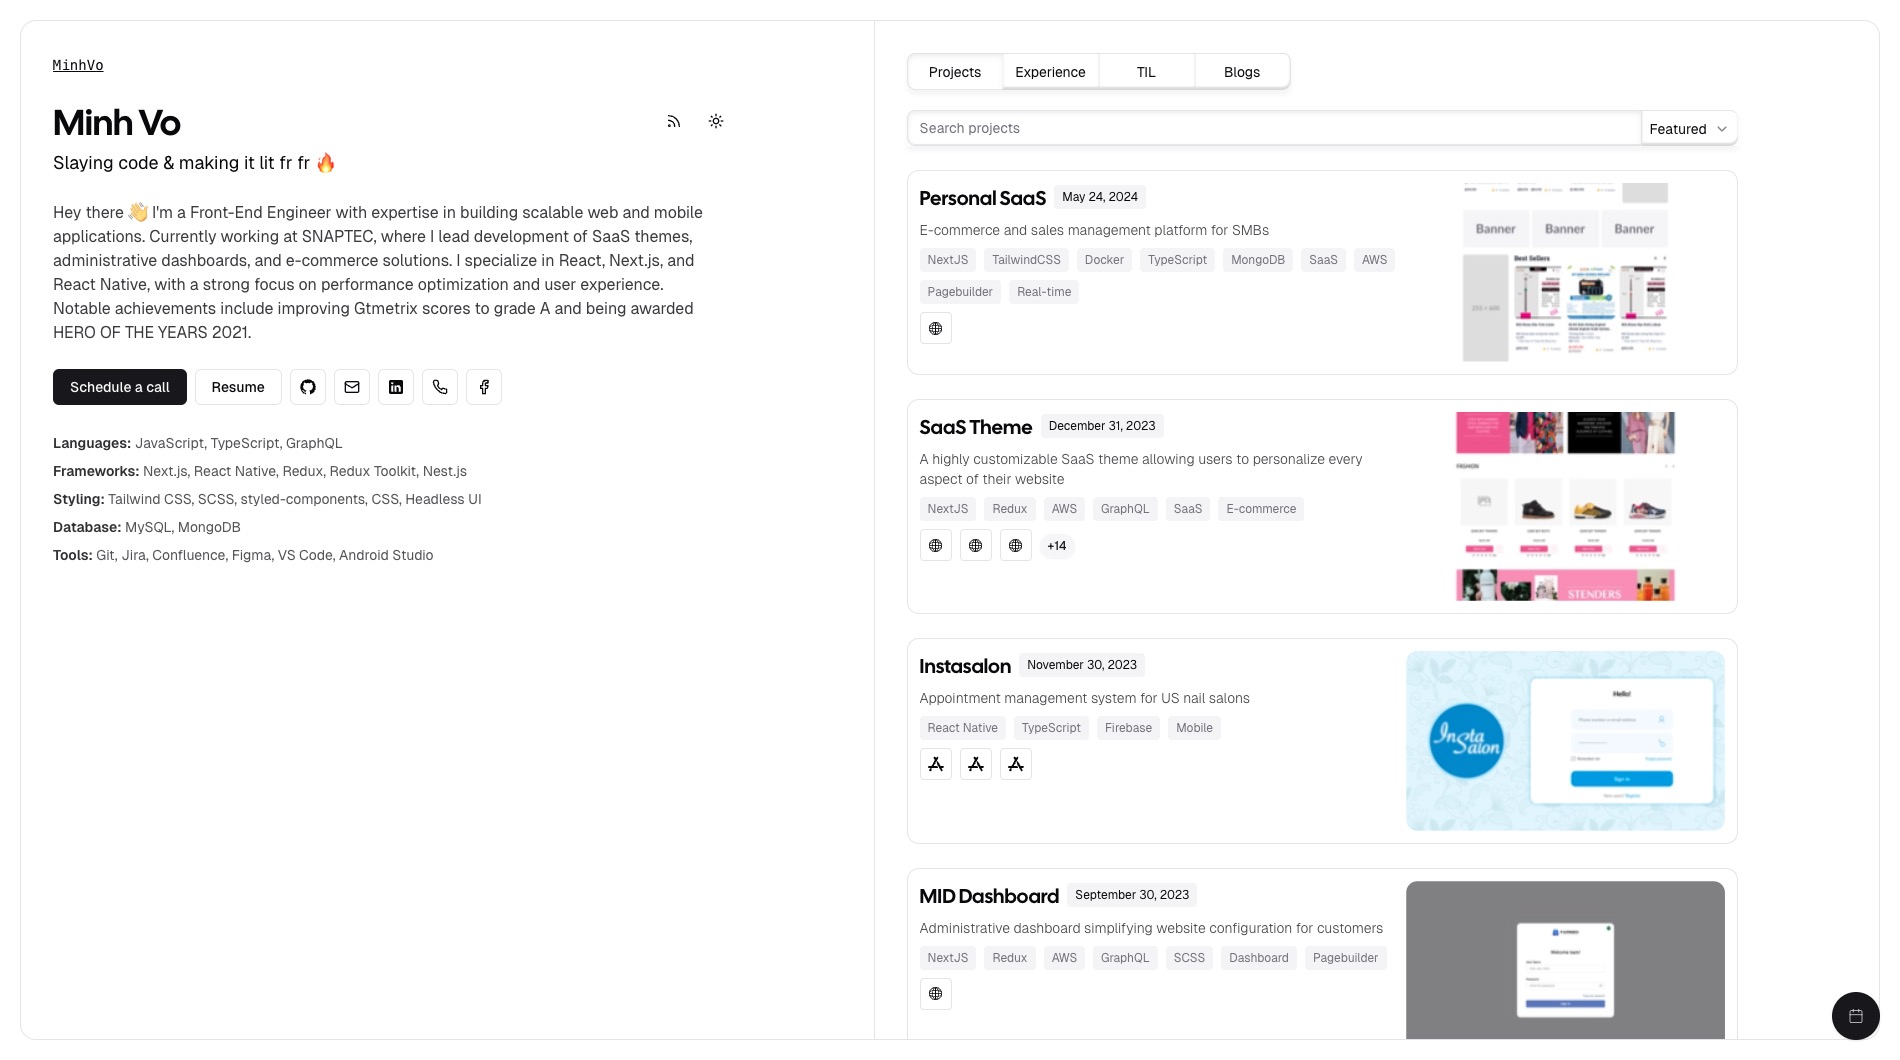 MinhVo
Minh Vo
Slaying code & making it lit fr fr 🔥
Hey there 👋 I'm a Front-End Engineer with expertise in building scalable web and mobile
applications. Currently working at SNAPTEC, where I lead development of SaaS themes,
administrative dashboards, and e-commerce solutions. I specialize in React, Next.js, and
React Native, with a strong focus on performance optimization and user experience.
Notable achievements include improving Gtmetrix scores to grade A and being awarded
HERO OF THE YEARS 2021.
Schedule a call Resume
Languages: JavaScript, TypeScript, GraphQL
Frameworks: Next.js, React Native, Redux, Redux Toolkit, Nest.js
Styling: Tailwind CSS, SCSS, styled-components, CSS, Headless UI
Database: MySQL, MongoDB
Tools: Git, Jira, Confluence, Figma, VS Code, Android Studio
Projects Experience TIL Blogs
Search projects Featured
Personal SaaS May 24, 2024
E-commerce and sales management platform for SMBs
NextJS TailwindCSS Docker TypeScript MongoDB SaaS AWS
Pagebuilder Real-time
Banner Banner Banner
Best Sellers
SaaS Theme December 31, 2023
A highly customizable SaaS theme allowing users to personalize every
aspect of their website
NextJS Redux AWS GraphQL SaaS E-commerce
+14
FASHION
STENDERS
Instasalon November 30, 2023
Appointment management system for US nail salons
React Native TypeScript Firebase Mobile
Insta
Salon
Hello!
Sign in
MID Dashboard September 30, 2023
Administrative dashboard simplifying website configuration for customers
NextJS Redux AWS GraphQL SCSS Dashboard Pagebuilder